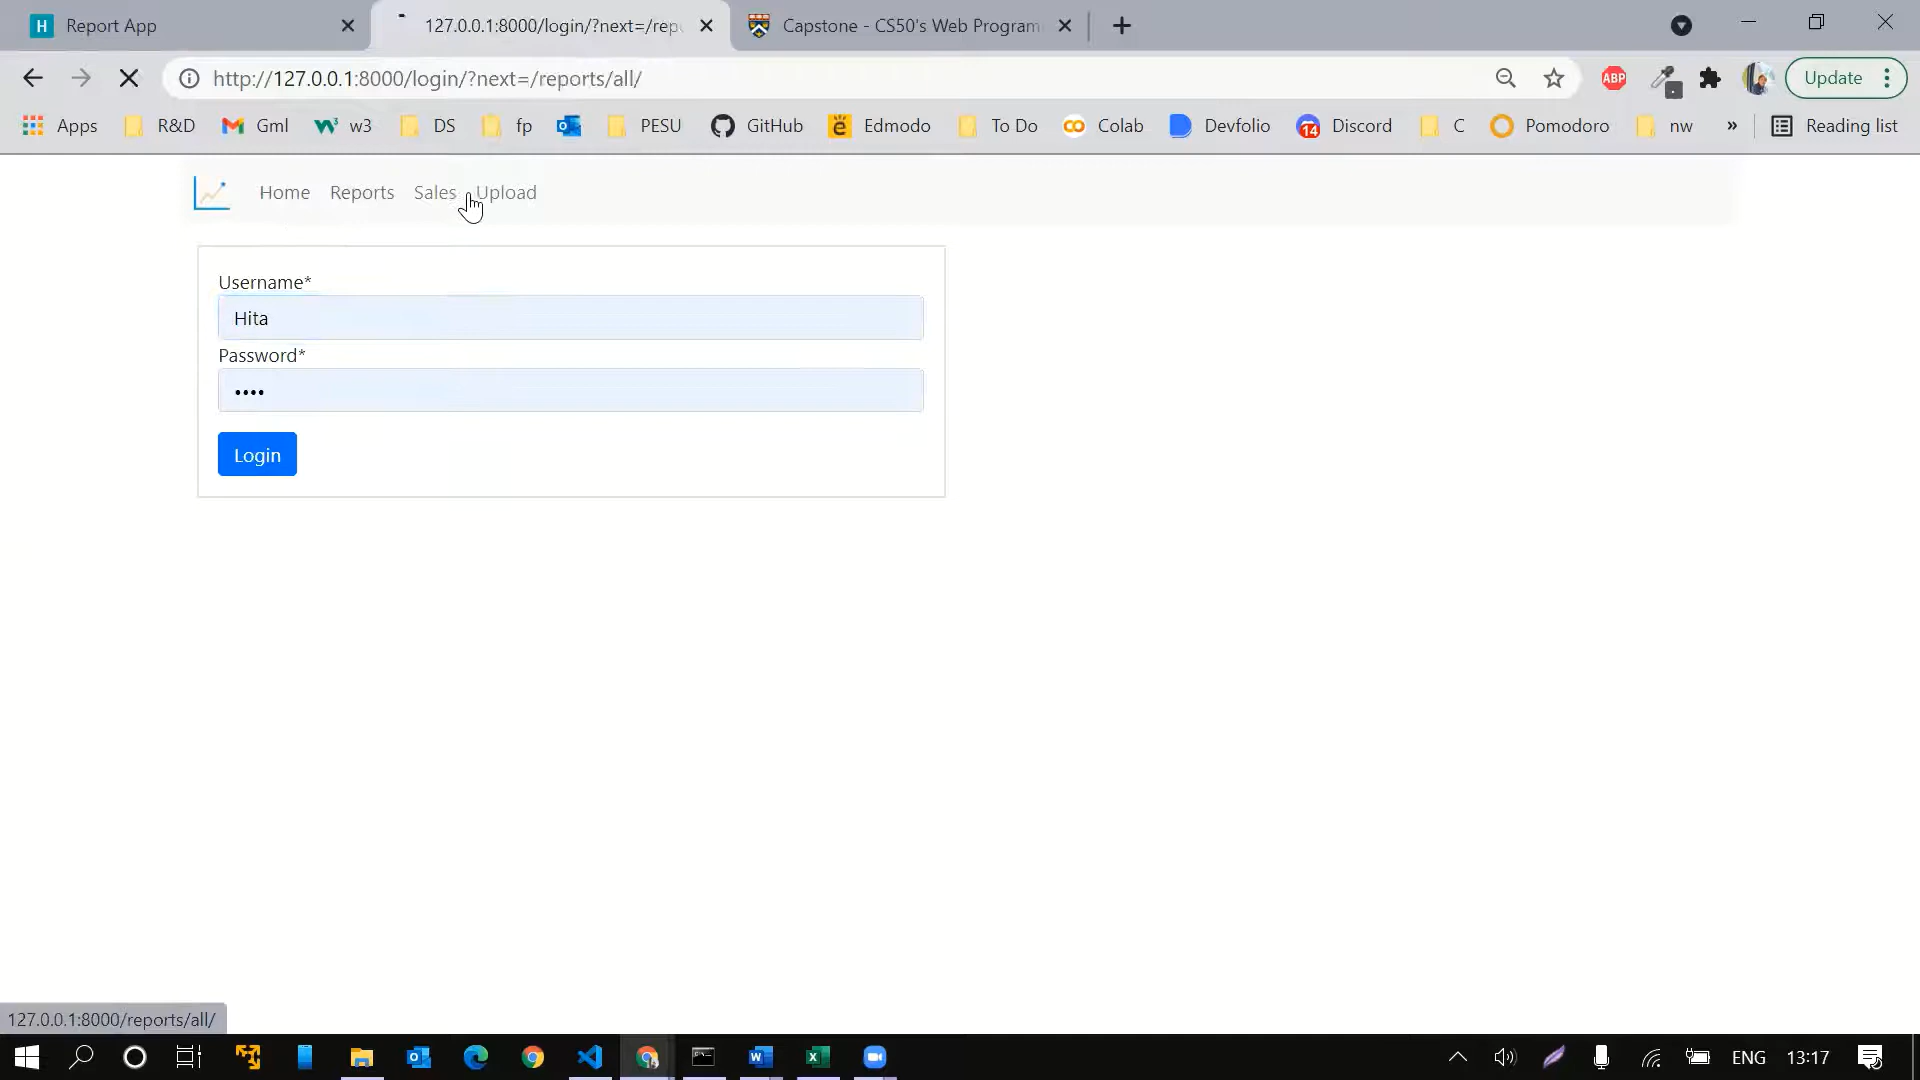 H Report App
127.0.0.1:8000/login/?next=/rep
Capstone - CS50's Web Program
http://127.0.0.1:8000/login/?next=/reports/all/
ABP
Update
Apps
R&D
Gml
w3
DS
fp
PESU
GitHub
Edmodo
To Do
Colab
Devfolio
14 Discord
C
Pomodoro
nw
»
Reading list
Home
Reports
Sales
Upload
Username*
Hita
Password*
••••
Login
127.0.0.1:8000/reports/all/
ENG
13:17